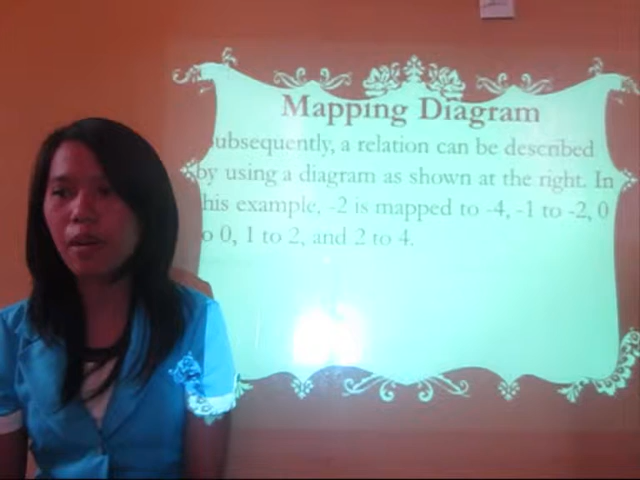 Mapping Diagram
ubsequently, a relation can be described
by using a diagram as shown at the right. In
his example, -2 is mapped to -4, -1 to -2, 0
o 0, 1 to 2, and 2 to 4.